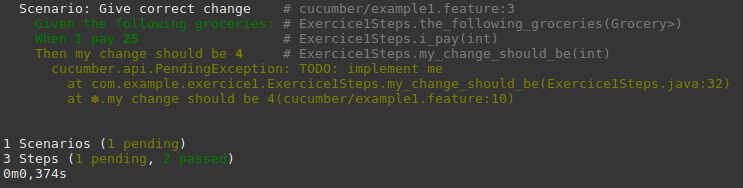 Scenario: Give correct change    # cucumber/example1.feature:3
Given the following groceries: # Exercice1Steps.the_following_groceries(Grocery>)
When I pay 25                  # Exercice1Steps.i_pay(int)
Then my change should be 4     # Exercice1Steps.my_change_should_be(int)
cucumber.api.PendingException: TODO: implement me
at com.example.exercice1.Exercice1Steps.my_change_should_be(Exercice1Steps.java:32)
at ✽.my change should be 4(cucumber/example1.feature:10)
1 Scenarios (1 pending)
3 Steps (1 pending, 2 passed)
0m0,374s